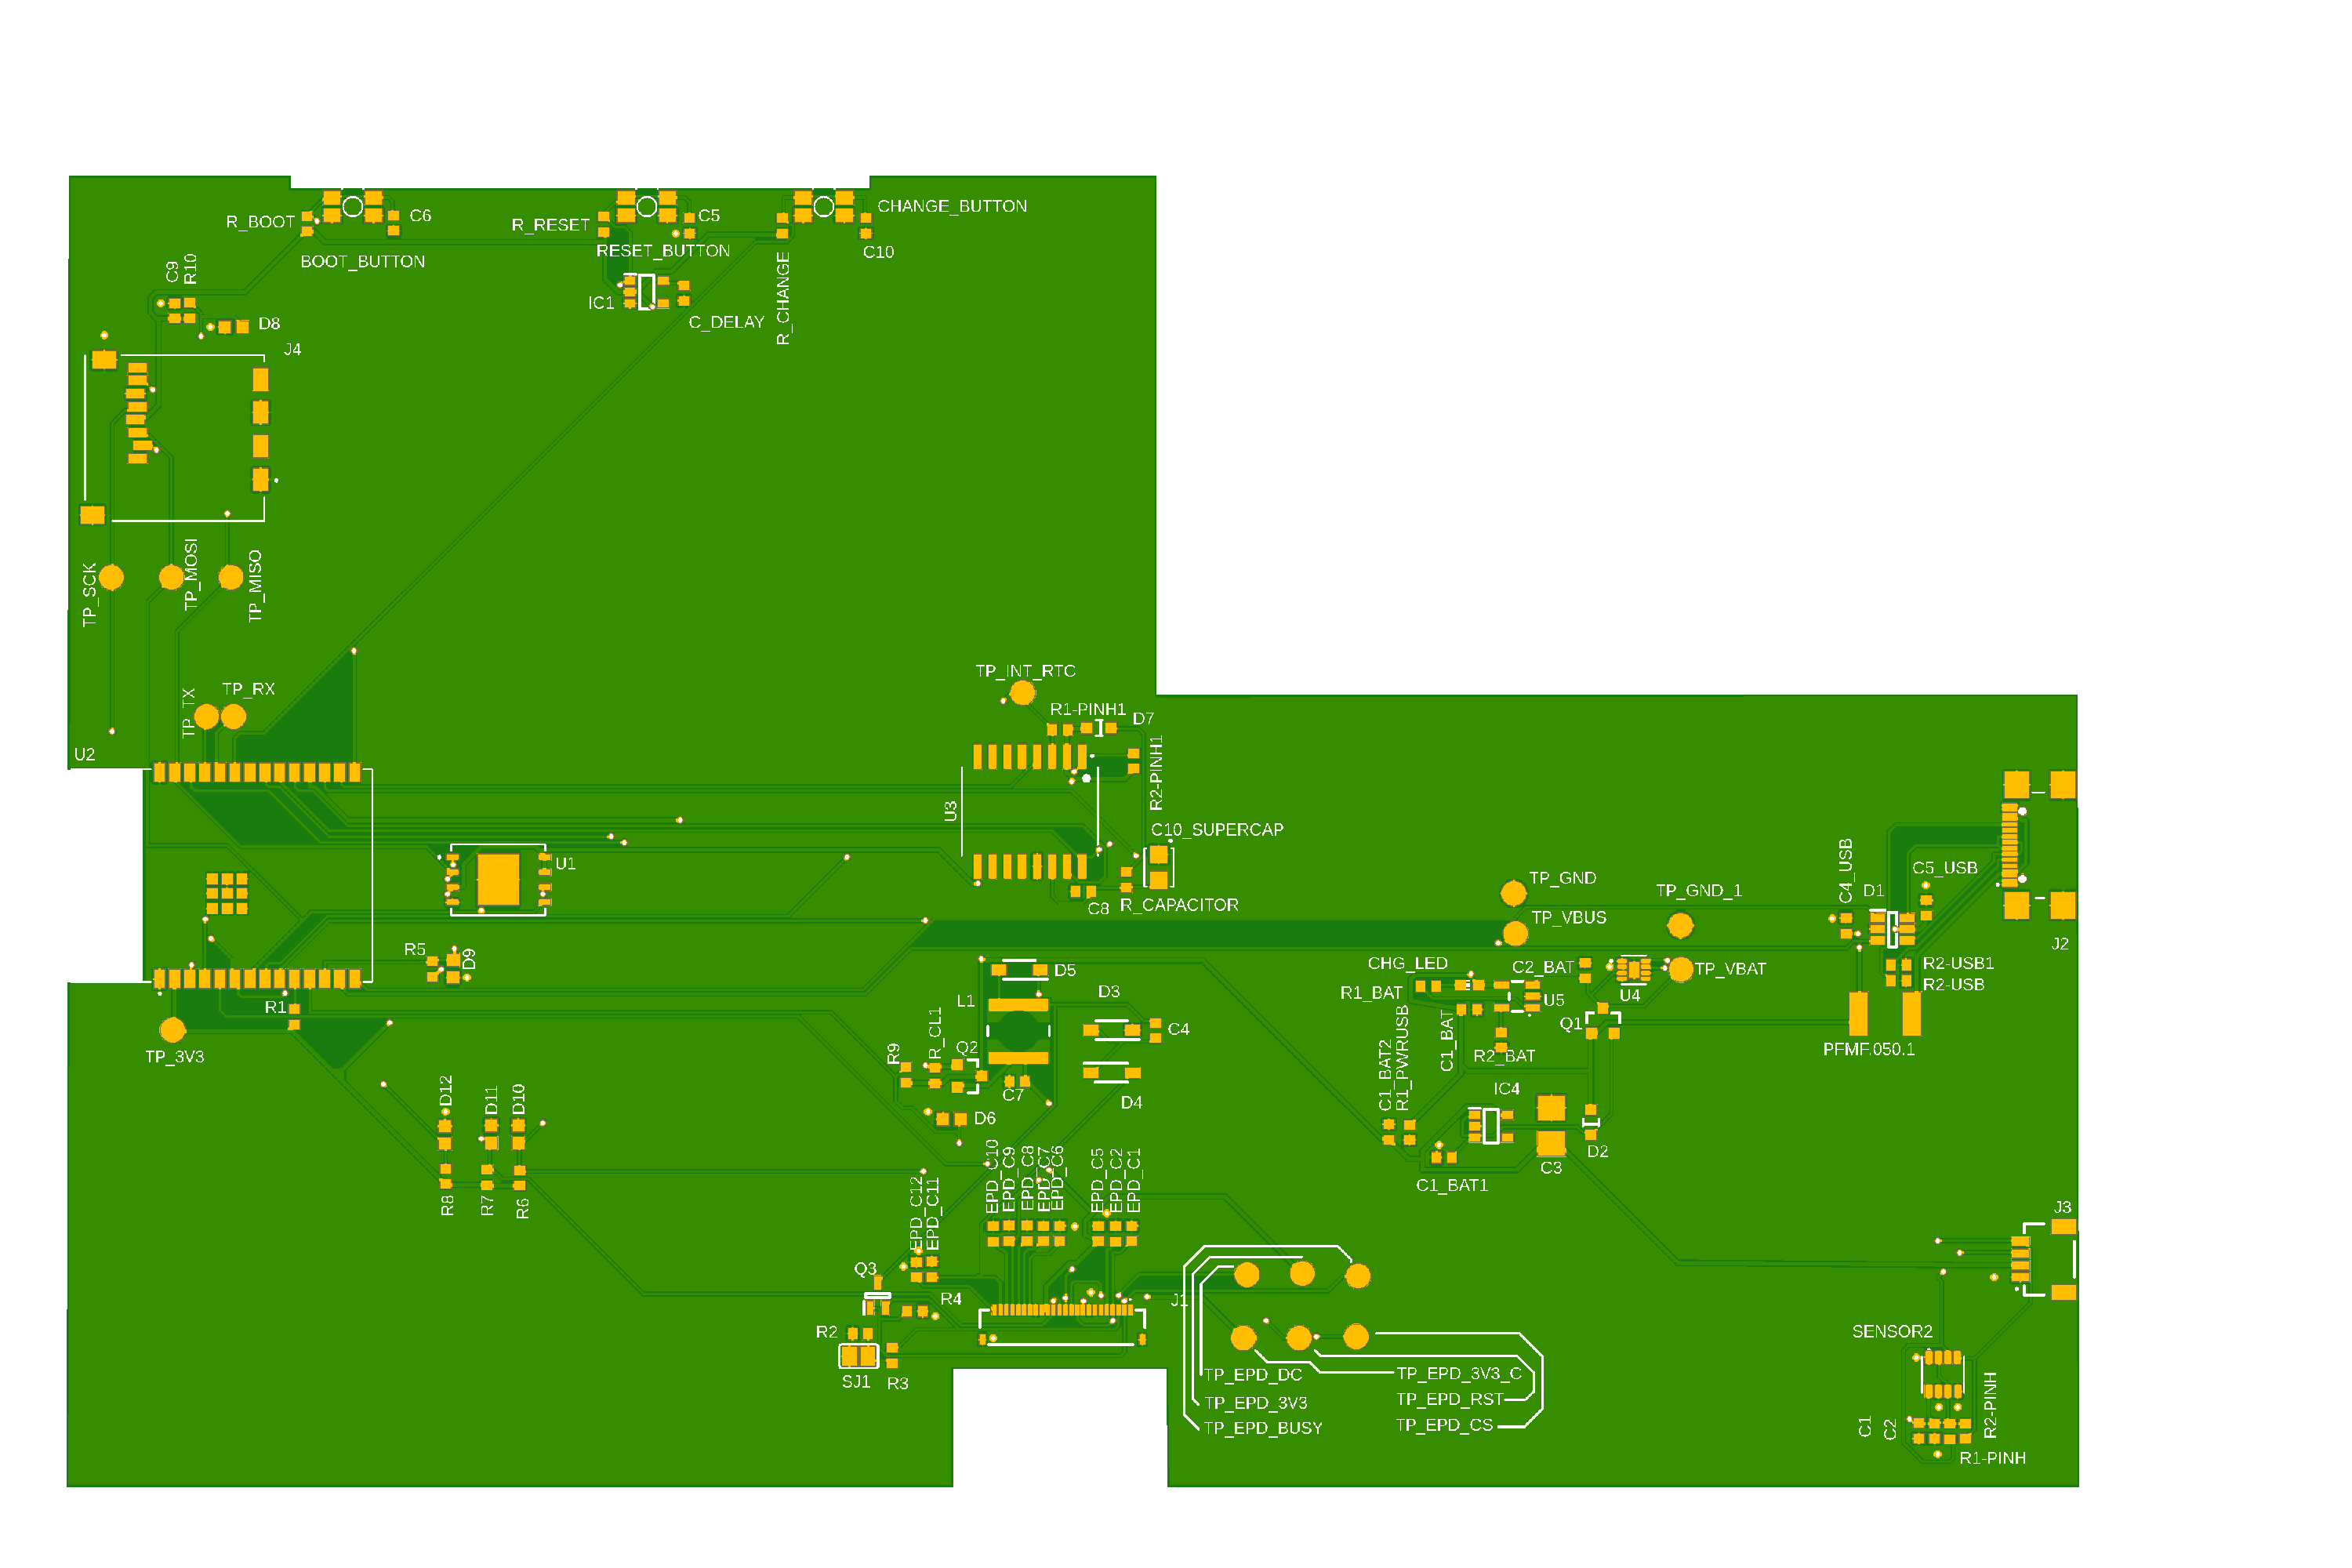 R_BOOT
C6
R_RESET
C5
CHANGE_BUTTON
BOOT_BUTTON
RESET_BUTTON
C10
C9
R10
R_CHANGE
IC1
C_DELAY
D8
J4
TP_SCK
TP_MOSI
TP_MISO
TP_INT_RTC
TP_TX
TP_RX
R1-PINH1
D7
U2
R2-PINH1
U3
C10_SUPERCAP
U1
C8
R_CAPACITOR
TP_GND
TP_GND_1
C4_USB
D1
C5_USB
TP_VBUS
J2
R5
D9
D5
CHG_LED
C2_BAT
TP_VBAT
R2-USB1
R2-USB
R1_BAT
U5
U4
R1
L1
D3
C4
Q1
TP_3V3
R9
R_CL1
Q2
C1_BAT2
R1_PWRUSB
C1_BAT
R2_BAT
PFMF.050.1
C7
D4
IC4
D12
D11
D10
D6
D2
C3
C1_BAT1
R8
R7
R6
EPD_C12
EPD_C11
EPD_C10
EPD_C9
EPD_C8
EPD_C7
EPD_C6
EPD_C5
EPD_C2
EPD_C1
J3
Q3
R4
J1
R2
SENSOR2
SJ1
R3
TP_EPD_DC
TP_EPD_3V3_C
TP_EPD_3V3
TP_EPD_RST
TP_EPD_BUSY
TP_EPD_CS
C1
C2
R2-PINH
R1-PINH